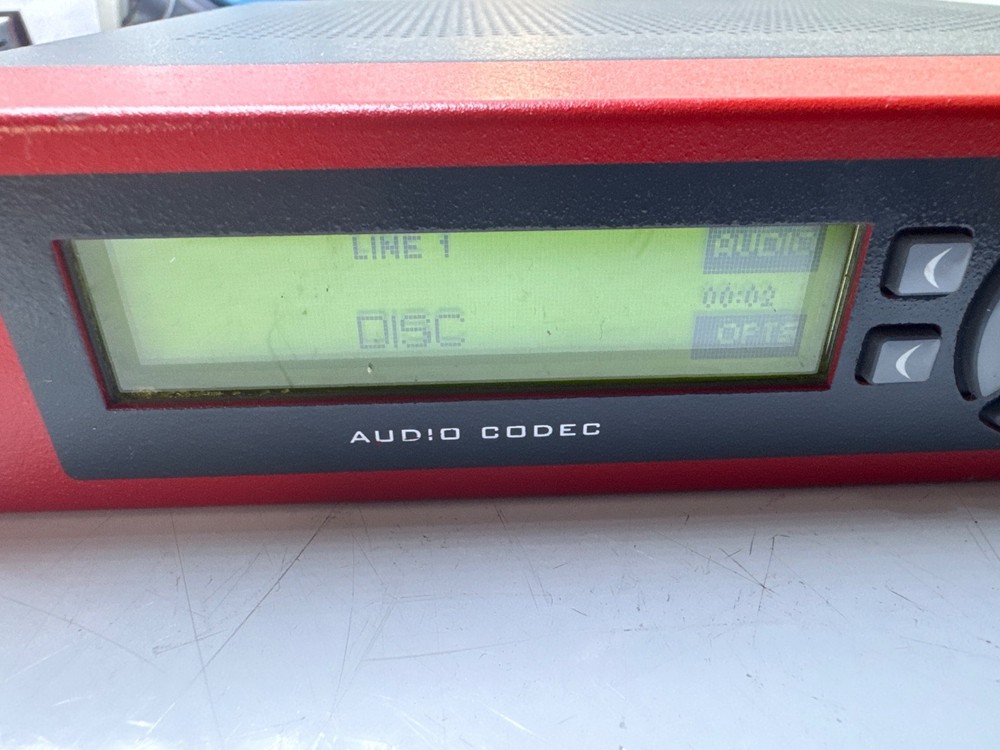 LINE 1 AUDIO
00:02
DISC OPTS
AUDIO CODEC